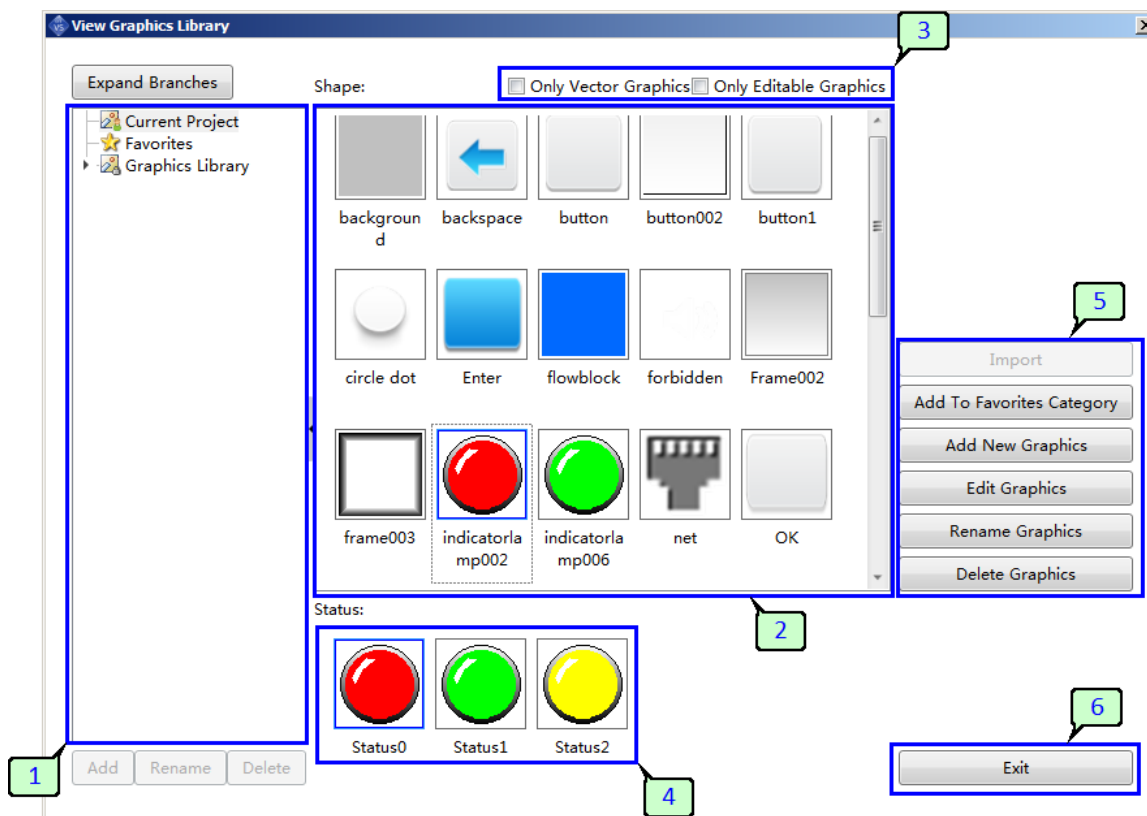 View Graphics Library
3
Expand Branches
Shape:
Only Vector Graphics
Only Editable Graphics
Current Project
Favorites
Graphics Library
backgroun
d
backspace
button
button002
button1
circle dot
Enter
flowblock
forbidden
Frame002
frame003
indicatorla
mp002
indicatorla
mp006
net
OK
5
Import
Add To Favorites Category
Add New Graphics
Edit Graphics
Rename Graphics
Delete Graphics
2
Status:
Status0
Status1
Status2
1
Add
Rename
Delete
4
6
Exit